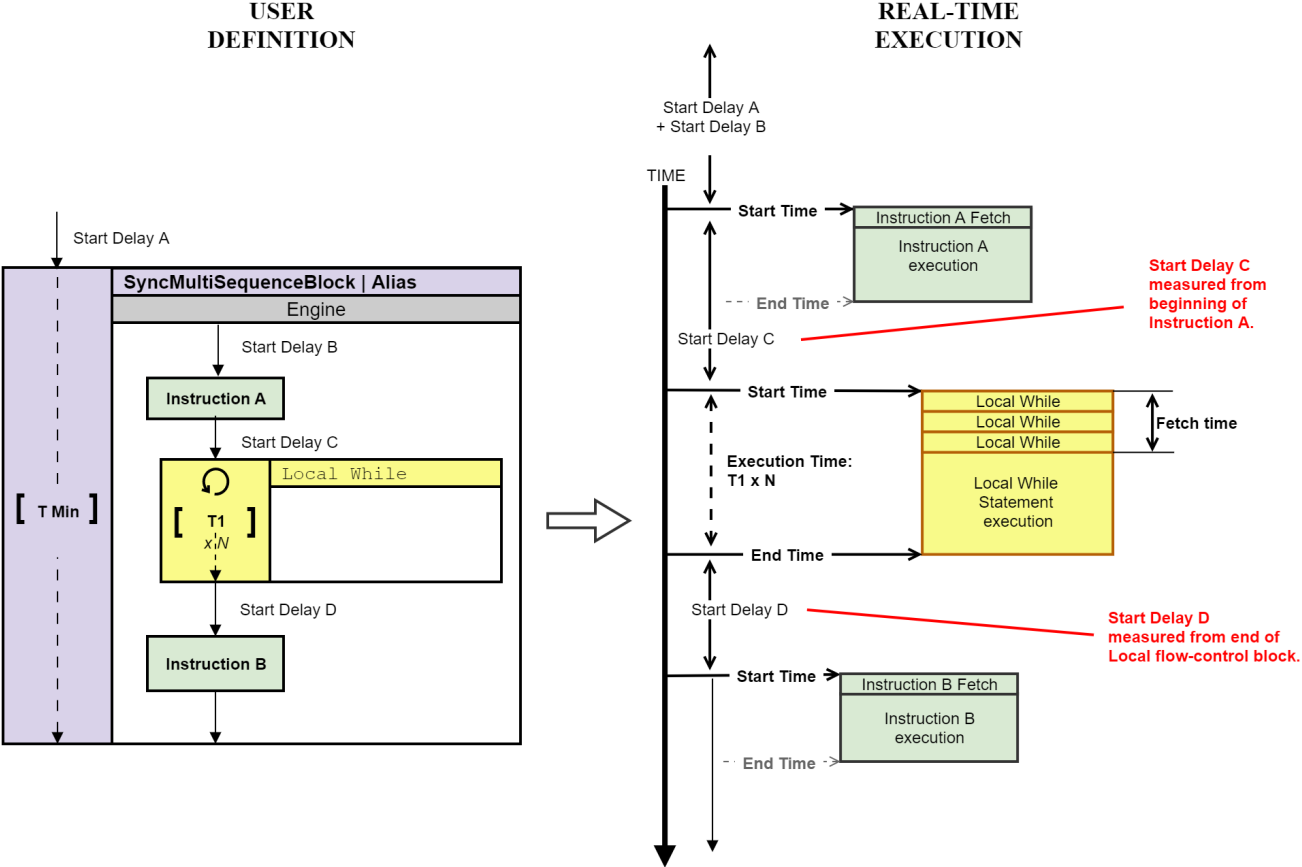 USER
DEFINITION
REAL-TIME
EXECUTION
Start Delay A
SyncMultiSequenceBlock | Alias
Engine
Start Delay B
Instruction A
Start Delay C
Local While
[ T1 ]
x N
[ T Min ]
Start Delay D
Instruction B
Start Delay A
+ Start Delay B
TIME
Start Time
Instruction A Fetch
Instruction A
execution
End Time
Start Delay C
Start Delay C
measured from
beginning of
Instruction A.
Start Time
Local While
Local While
Local While
Fetch time
Execution Time:
T1 x N
Local While
Statement
execution
End Time
Start Delay D
Start Delay D
measured from end of
Local flow-control block.
Start Time
Instruction B Fetch
Instruction B
execution
End Time